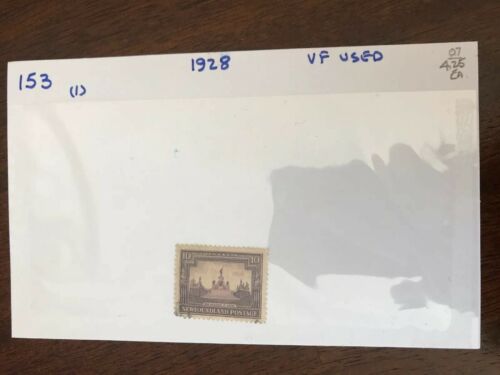 153 (1) 1928 VF USED
07
4.25
EA.
10 10
NEWFOUNDLAND POSTAGE